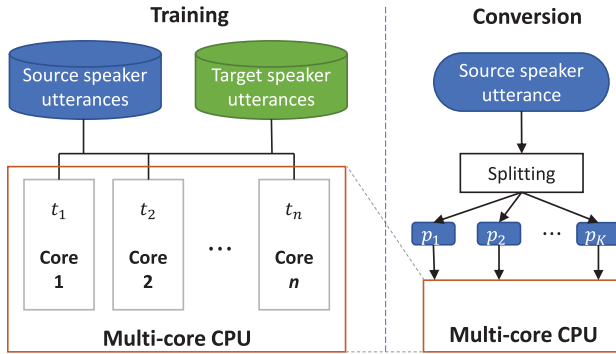 Training
Source speaker
utterances
Target speaker
utterances
t₁
Core
1
t₂
Core
2
...
tₙ
Core
n
Multi-core CPU
Conversion
Source speaker
utterance
Splitting
p₁
p₂
...
p_K
Multi-core CPU